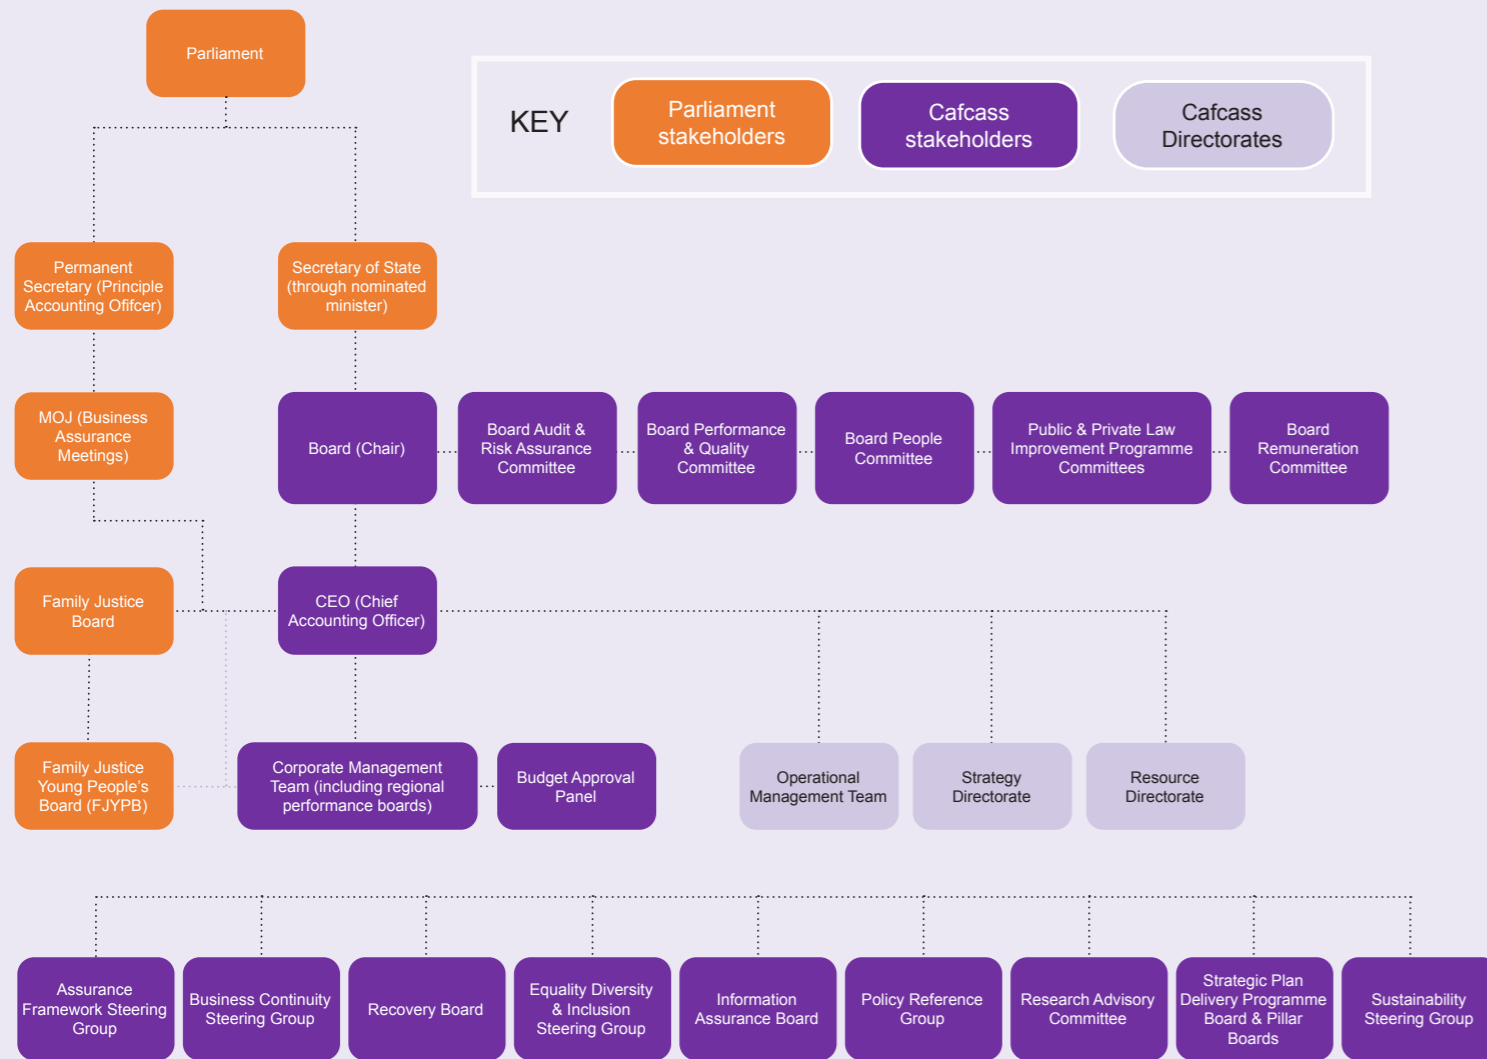 Parliament
KEY
Parliament
stakeholders
Cafcass
stakeholders
Cafcass
Directorates
Permanent
Secretary (Principle
Accounting Ofifcer)
Secretary of State
(through nominated
minister)
MOJ (Business
Assurance
Meetings)
Board (Chair)
Board Audit &
Risk Assurance
Committee
Board Performance
& Quality
Committee
Board People
Committee
Public & Private Law
Improvement Programme
Committees
Board
Remuneration
Committee
Family Justice
Board
CEO (Chief
Accounting Officer)
Family Justice
Young People's
Board (FJYPB)
Corporate Management
Team (including regional
performance boards)
Budget Approval
Panel
Operational
Management Team
Strategy
Directorate
Resource
Directorate
Assurance
Framework Steering
Group
Business Continuity
Steering Group
Recovery Board
Equality Diversity
& Inclusion
Steering Group
Information
Assurance Board
Policy Reference
Group
Research Advisory
Committee
Strategic Plan
Delivery Programme
Board & Pillar
Boards
Sustainability
Steering Group